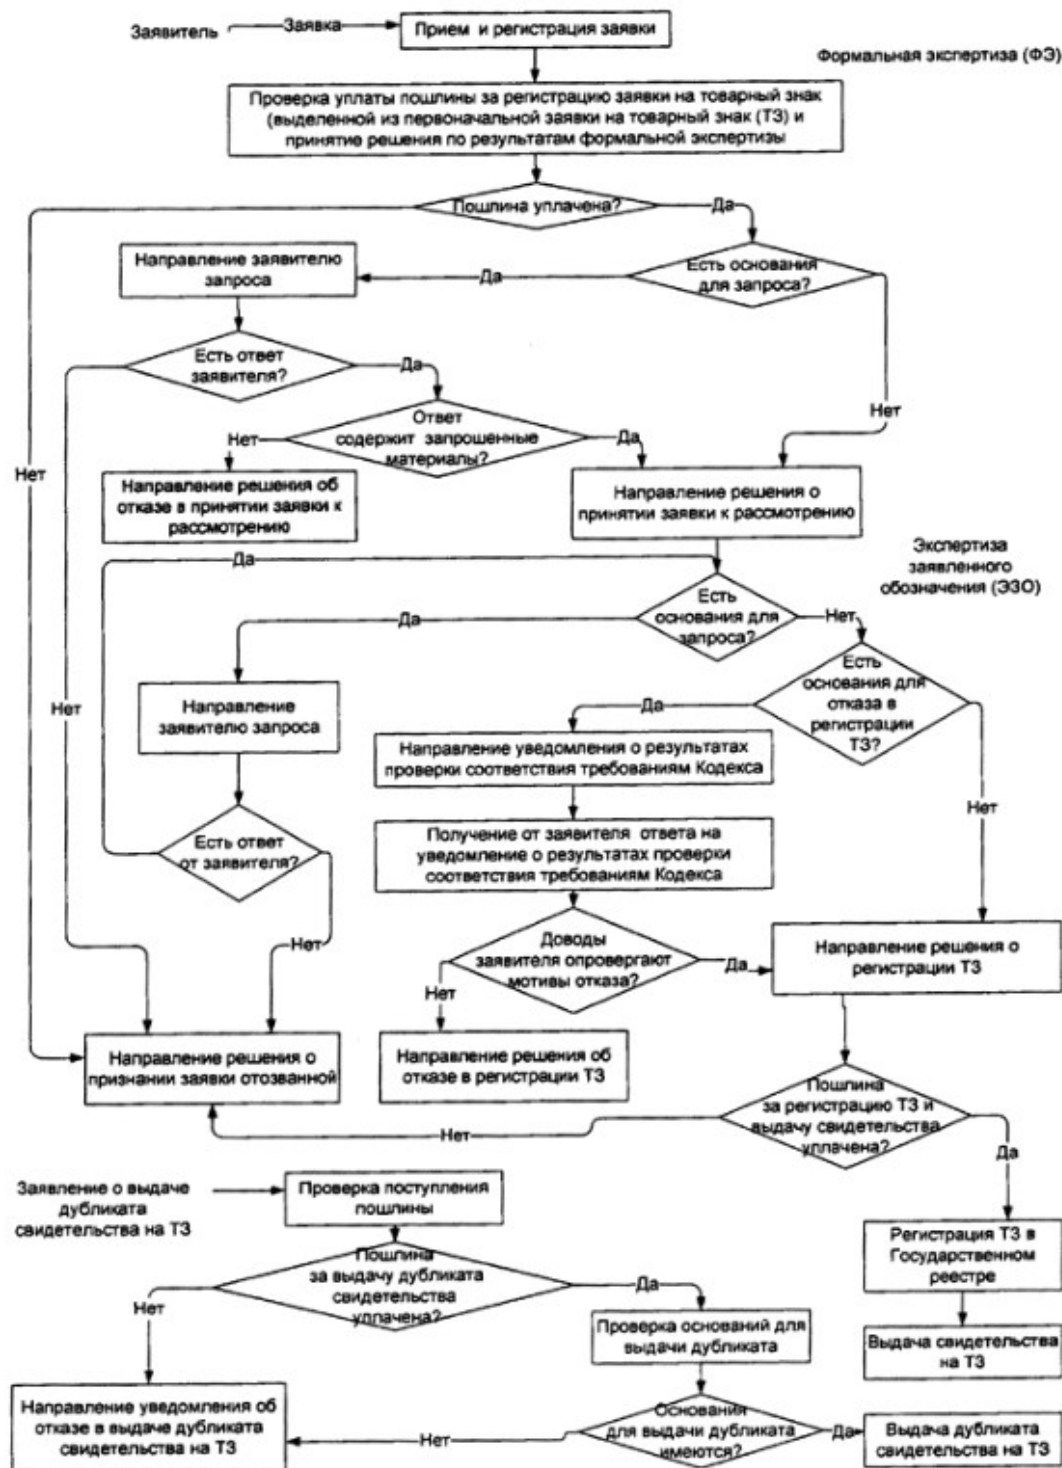 Заявитель
Заявка
Прием и регистрация заявки
Формальная экспертиза (ФЭ)
Проверка уплаты пошлины за регистрацию заявки на товарный знак
(выделенной из первоначальной заявки на товарный знак (ТЗ) и
принятие решения по результатам формальной экспертизы
Пошлина уплачена?
Да
Направление заявителю
запроса
Да
Есть основания
для запроса?
Есть ответ
заявителя?
Да
Нет
Ответ
содержит запрошенные
материалы?
Нет
Да
Нет
Направление решения об
отказе в принятии заявки к
рассмотрению
Направление решения о
принятии заявки к рассмотрению
Да
Экспертиза
заявленного
обозначения (ЭЗО)
Есть
основания для
запроса?
Да
Нет
Есть
основания для
отказа в
регистрации
ТЗ?
Направление
заявителю запроса
Нет
Да
Направление уведомления о результатах
проверки соответствия требованиям Кодекса
Нет
Получение от заявителя ответа на
уведомление о результатах проверки
соответствия требованиям Кодекса
Есть ответ
от заявителя?
Нет
Доводы
заявителя опровергают
мотивы отказа?
Да
Нет
Направление решения о
регистрации ТЗ
Направление решения о
признании заявки отозванной
Направление решения об
отказе в регистрации ТЗ
Пошлина
за регистрацию ТЗ и
выдачу свидетельства
уплачена?
Нет
Да
Заявление о выдаче
дубликата
свидетельства на ТЗ
Проверка поступления
пошлины
Регистрация ТЗ в
Государственном
реестре
Пошлина
за выдачу дубликата
свидетельства
уплачена?
Нет
Да
Проверка оснований для
выдачи дубликата
Выдача свидетельства
на ТЗ
Направление уведомления об
отказе в выдаче дубликата
свидетельства на ТЗ
Нет
Основания
для выдачи дубликата
имеются?
Да
Выдача дубликата
свидетельства на ТЗ